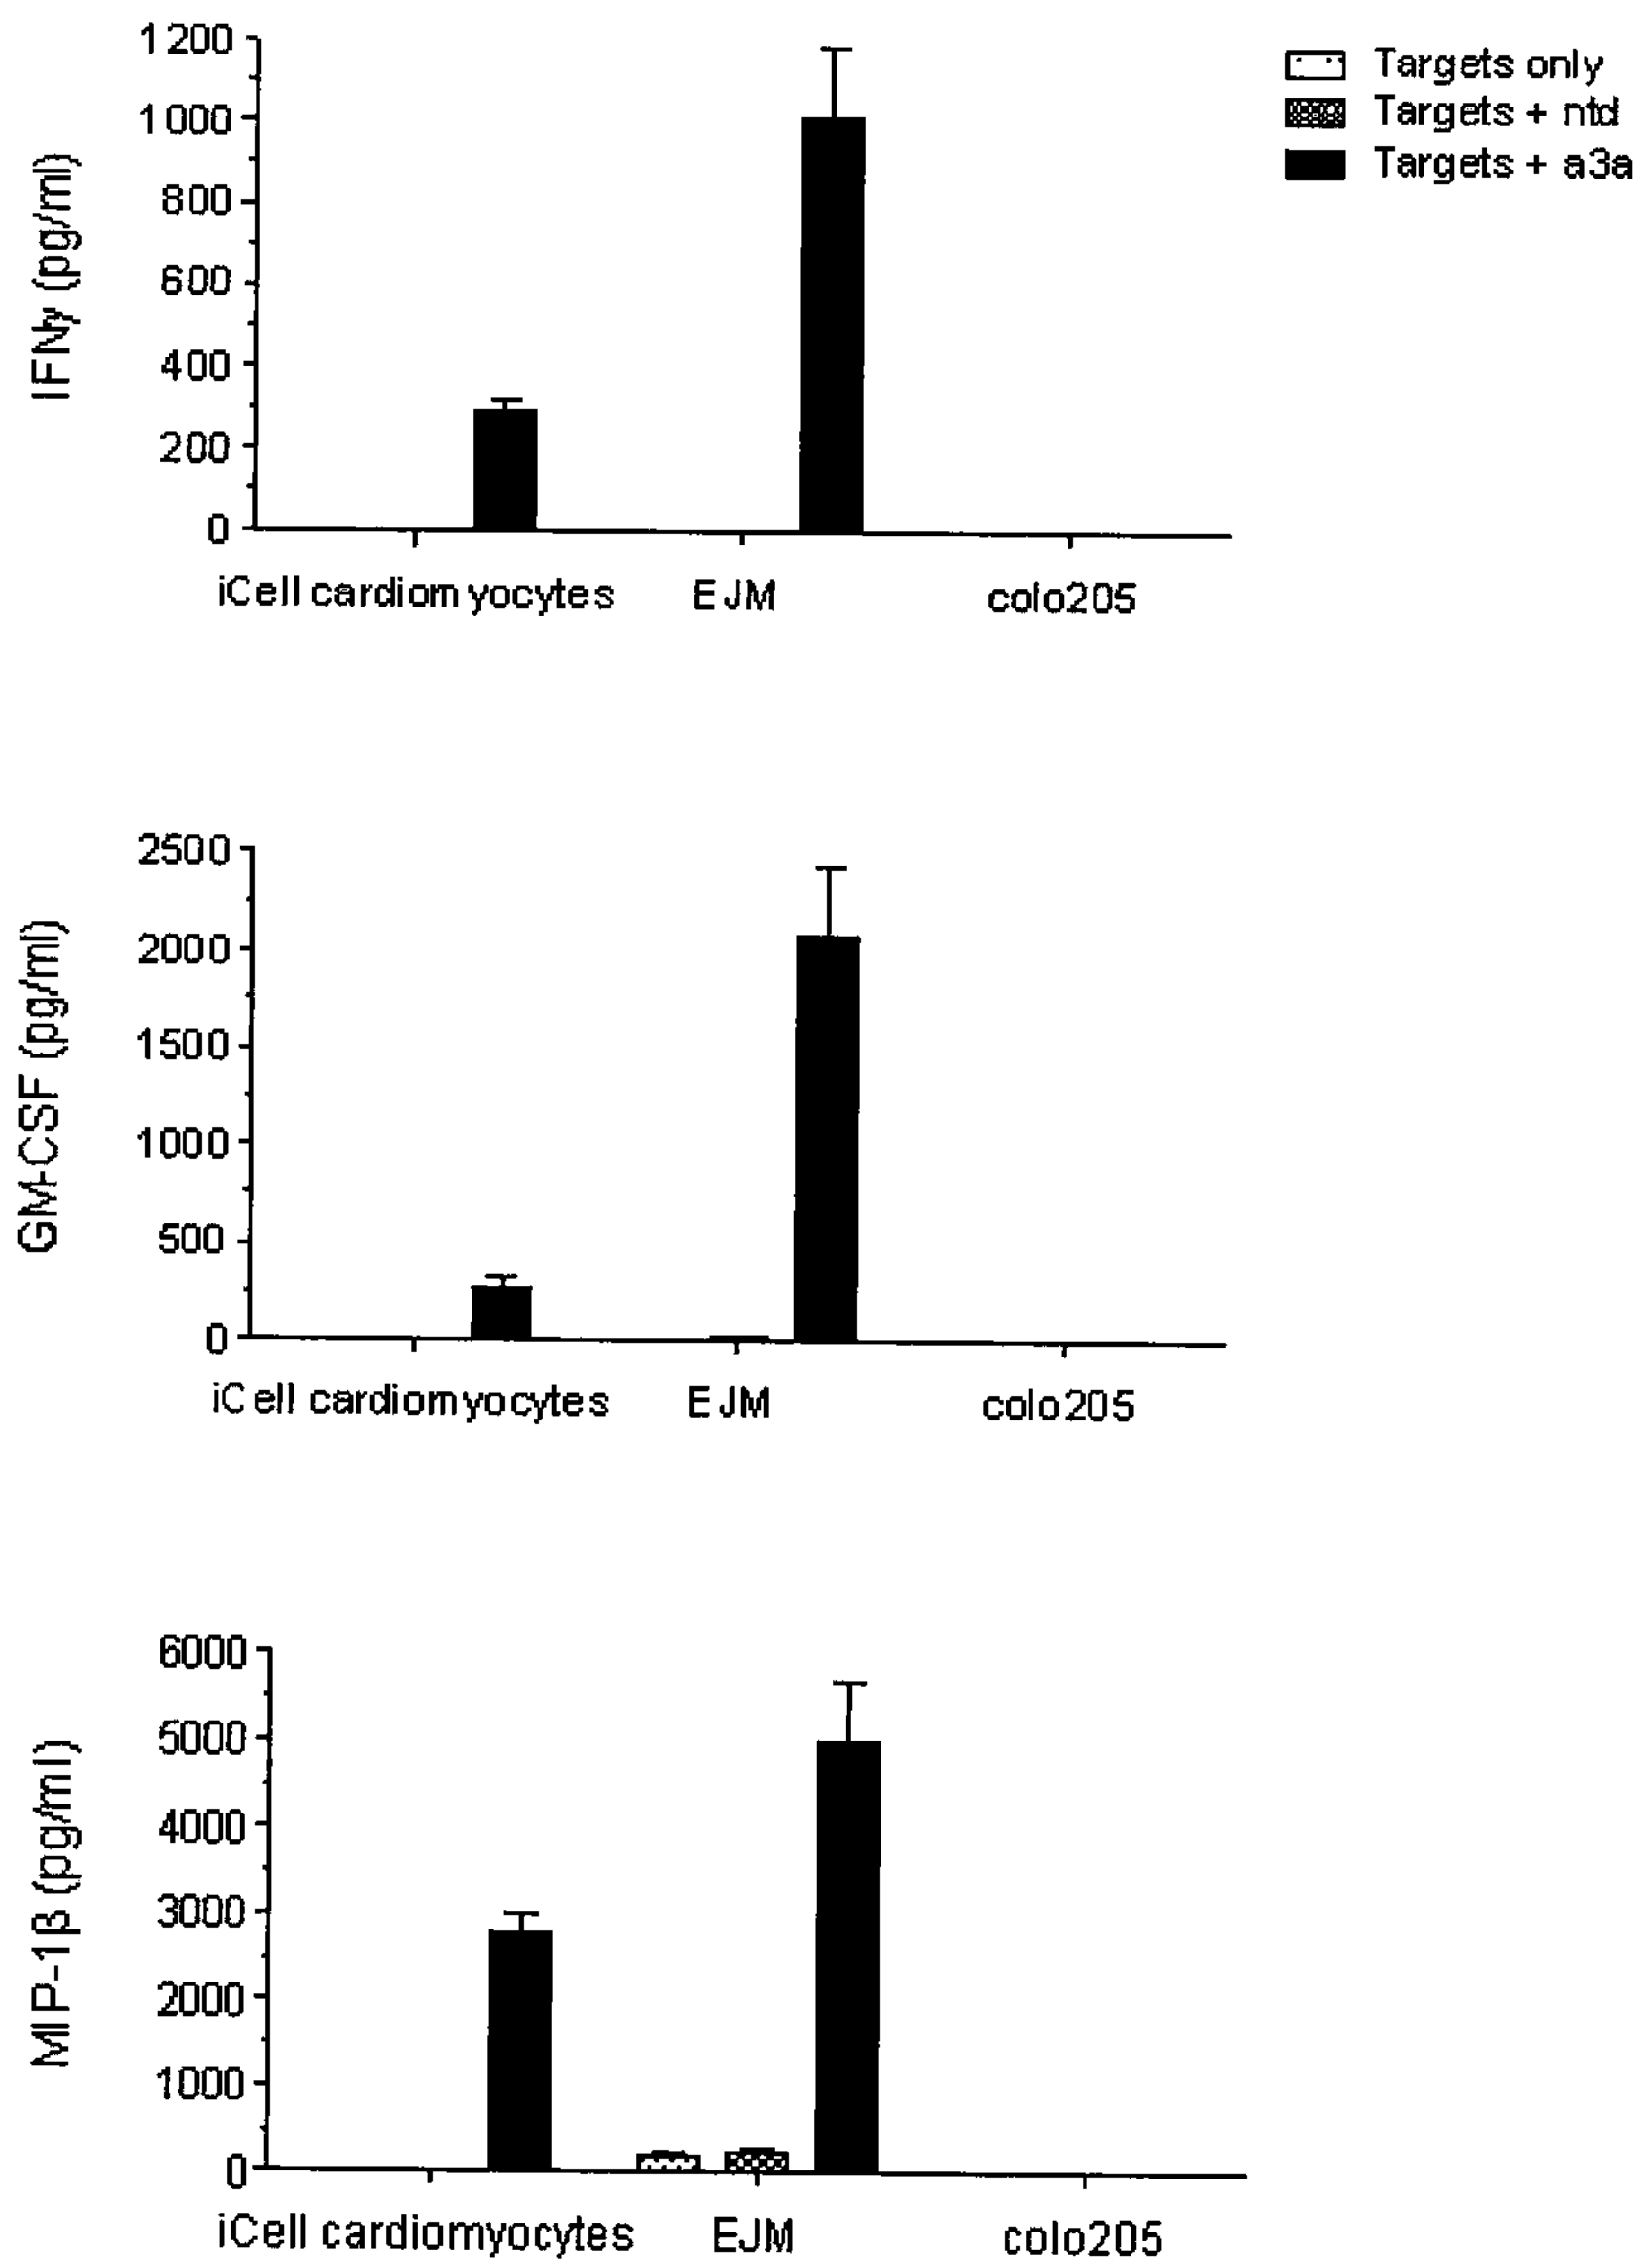 Targets only
Targets + ntd
Targets + a3a
IFNγ (pg/ml)
1200
1000
800
600
400
200
0
iCell cardiomyocytes EJM colo205
GM-CSF (pg/ml)
2500
2000
1500
1000
500
0
iCell cardiomyocytes EJM colo205
MIP-1β (pg/ml)
6000
5000
4000
3000
2000
1000
0
iCell cardiomyocytes EJM colo205